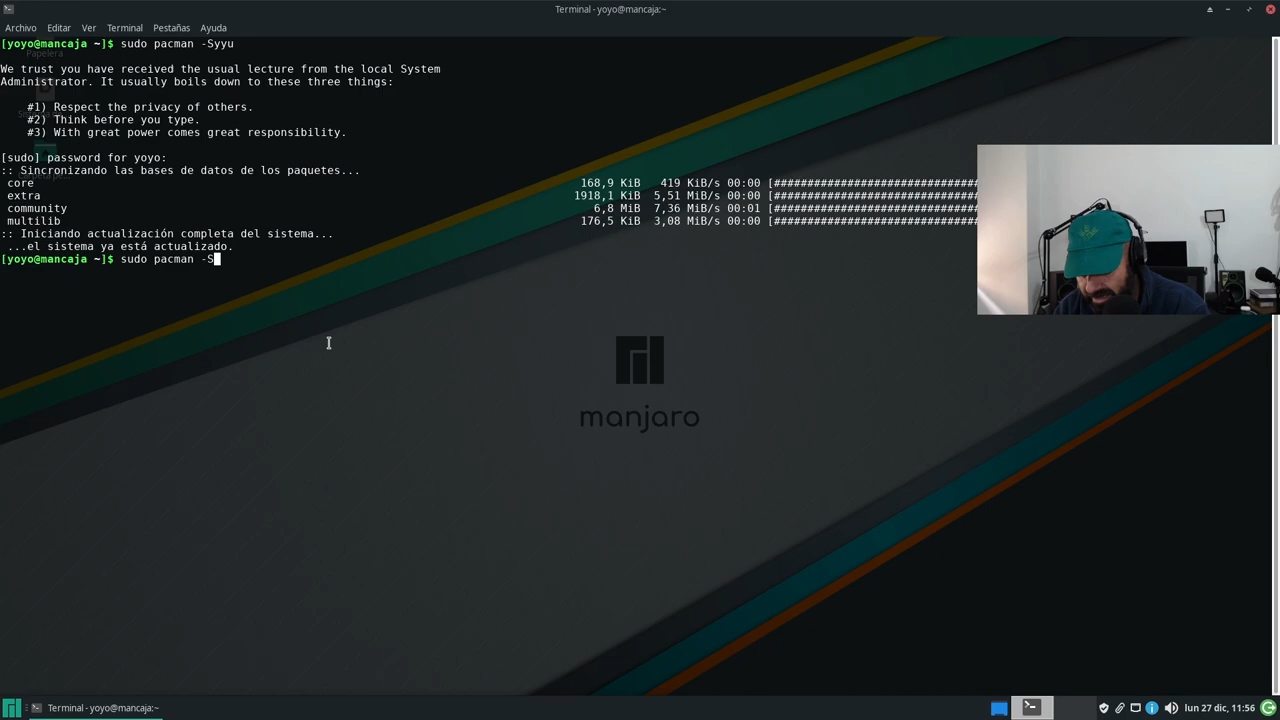 Terminal - yoyo@mancaja:~
Archivo Editar Ver Terminal Pestañas Ayuda
[yoyo@mancaja ~]$ sudo pacman -Syyu
Papelera
We trust you have received the usual lecture from the local System
Administrator. It usually boils down to these three things:
#1) Respect the privacy of others.
#2) Think before you type.
#3) With great power comes great responsibility.
[sudo] password for yoyo:
:: Sincronizando las bases de datos de los paquetes...
core 168,9 KiB 419 KiB/s 00:00 [###############################
extra 1918,1 KiB 5,51 MiB/s 00:00 [###############################
community 6,8 MiB 7,36 MiB/s 00:01 [###############################
multilib 176,5 KiB 3,08 MiB/s 00:00 [###############################
:: Iniciando actualización completa del sistema...
...el sistema ya está actualizado.
[yoyo@mancaja ~]$ sudo pacman -S
manjaro
Terminal - yoyo@mancaja:~
lun 27 dic, 11:56